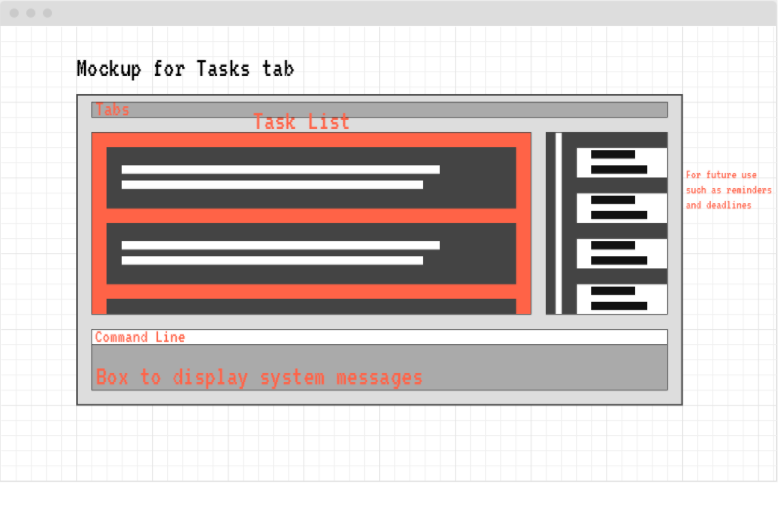 Mockup for Tasks tab
Tabs
Task List
For future use
such as reminders
and deadlines
Command Line
Box to display system messages